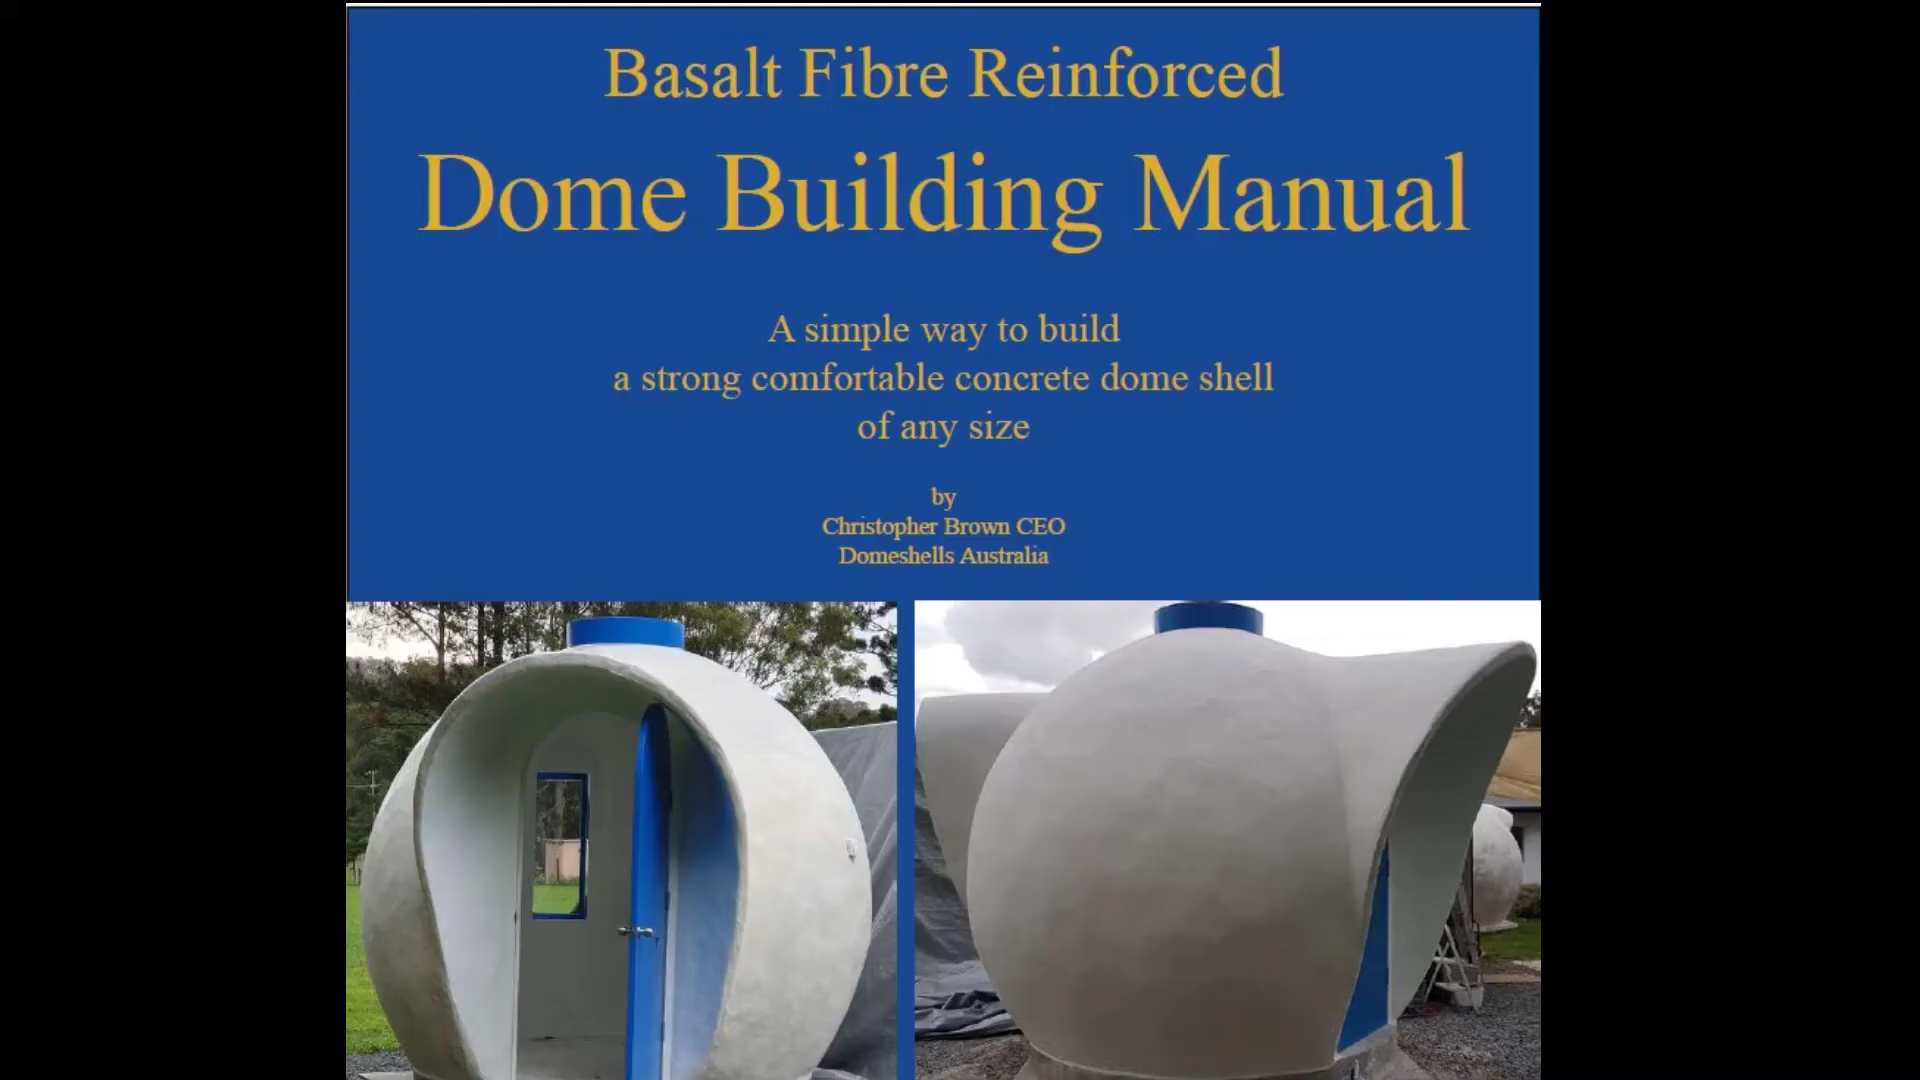 Basalt Fibre Reinforced
Dome Building Manual
A simple way to build
a strong comfortable concrete dome shell
of any size
by
Christopher Brown CEO
Domeshells Australia